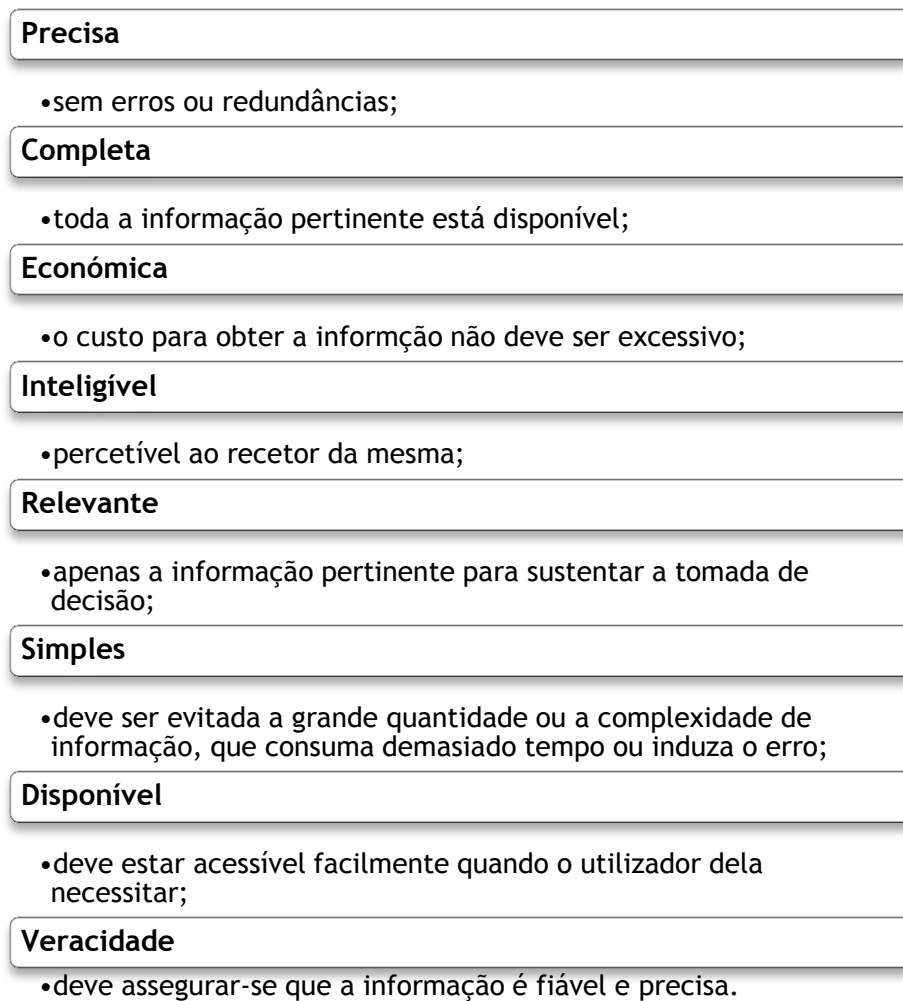 Precisa
•sem erros ou redundâncias;
Completa
•toda a informação pertinente está disponível;
Económica
•o custo para obter a informção não deve ser excessivo;
Inteligível
•percetível ao recetor da mesma;
Relevante
•apenas a informação pertinente para sustentar a tomada de
decisão;
Simples
•deve ser evitada a grande quantidade ou a complexidade de
informação, que consuma demasiado tempo ou induza o erro;
Disponível
•deve estar acessível facilmente quando o utilizador dela
necessitar;
Veracidade
•deve assegurar-se que a informação é fiável e precisa.